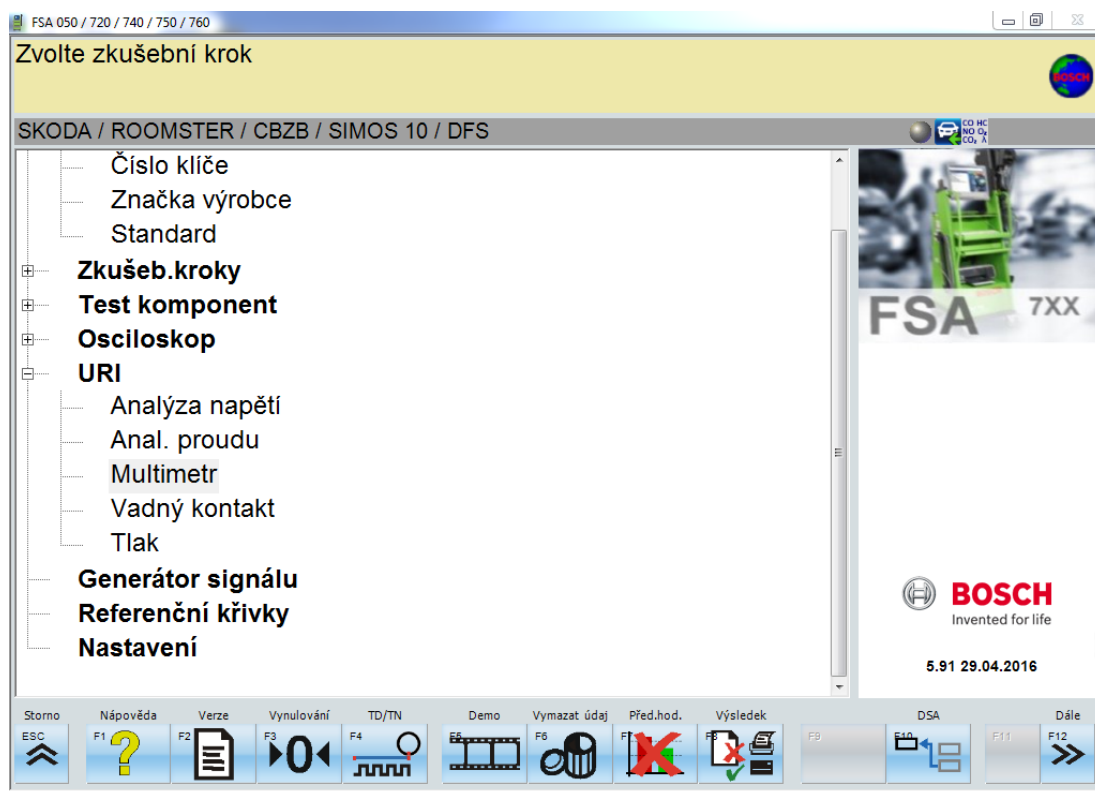 FSA 050 / 720 / 740 / 750 / 760
Zvolte zkušební krok
BOSCH
SKODA / ROOMSTER / CBZB / SIMOS 10 / DFS
CO HC
NO O₂
CO₂ λ
Číslo klíče
Značka výrobce
Standard
Zkušeb.kroky
Test komponent
Osciloskop
URI
Analýza napětí
Anal. proudu
Multimetr
Vadný kontakt
Tlak
Generátor signálu
Referenční křivky
Nastavení
FSA 7XX
BOSCH
Invented for life
5.91 29.04.2016
Storno Nápověda Verze Vynulování TD/TN Demo Vymazat údaj Před.hod. Výsledek DSA Dále
ESC F1 F2 F3 F4 F5 F6 F7 F8 F9 F10 F11 F12